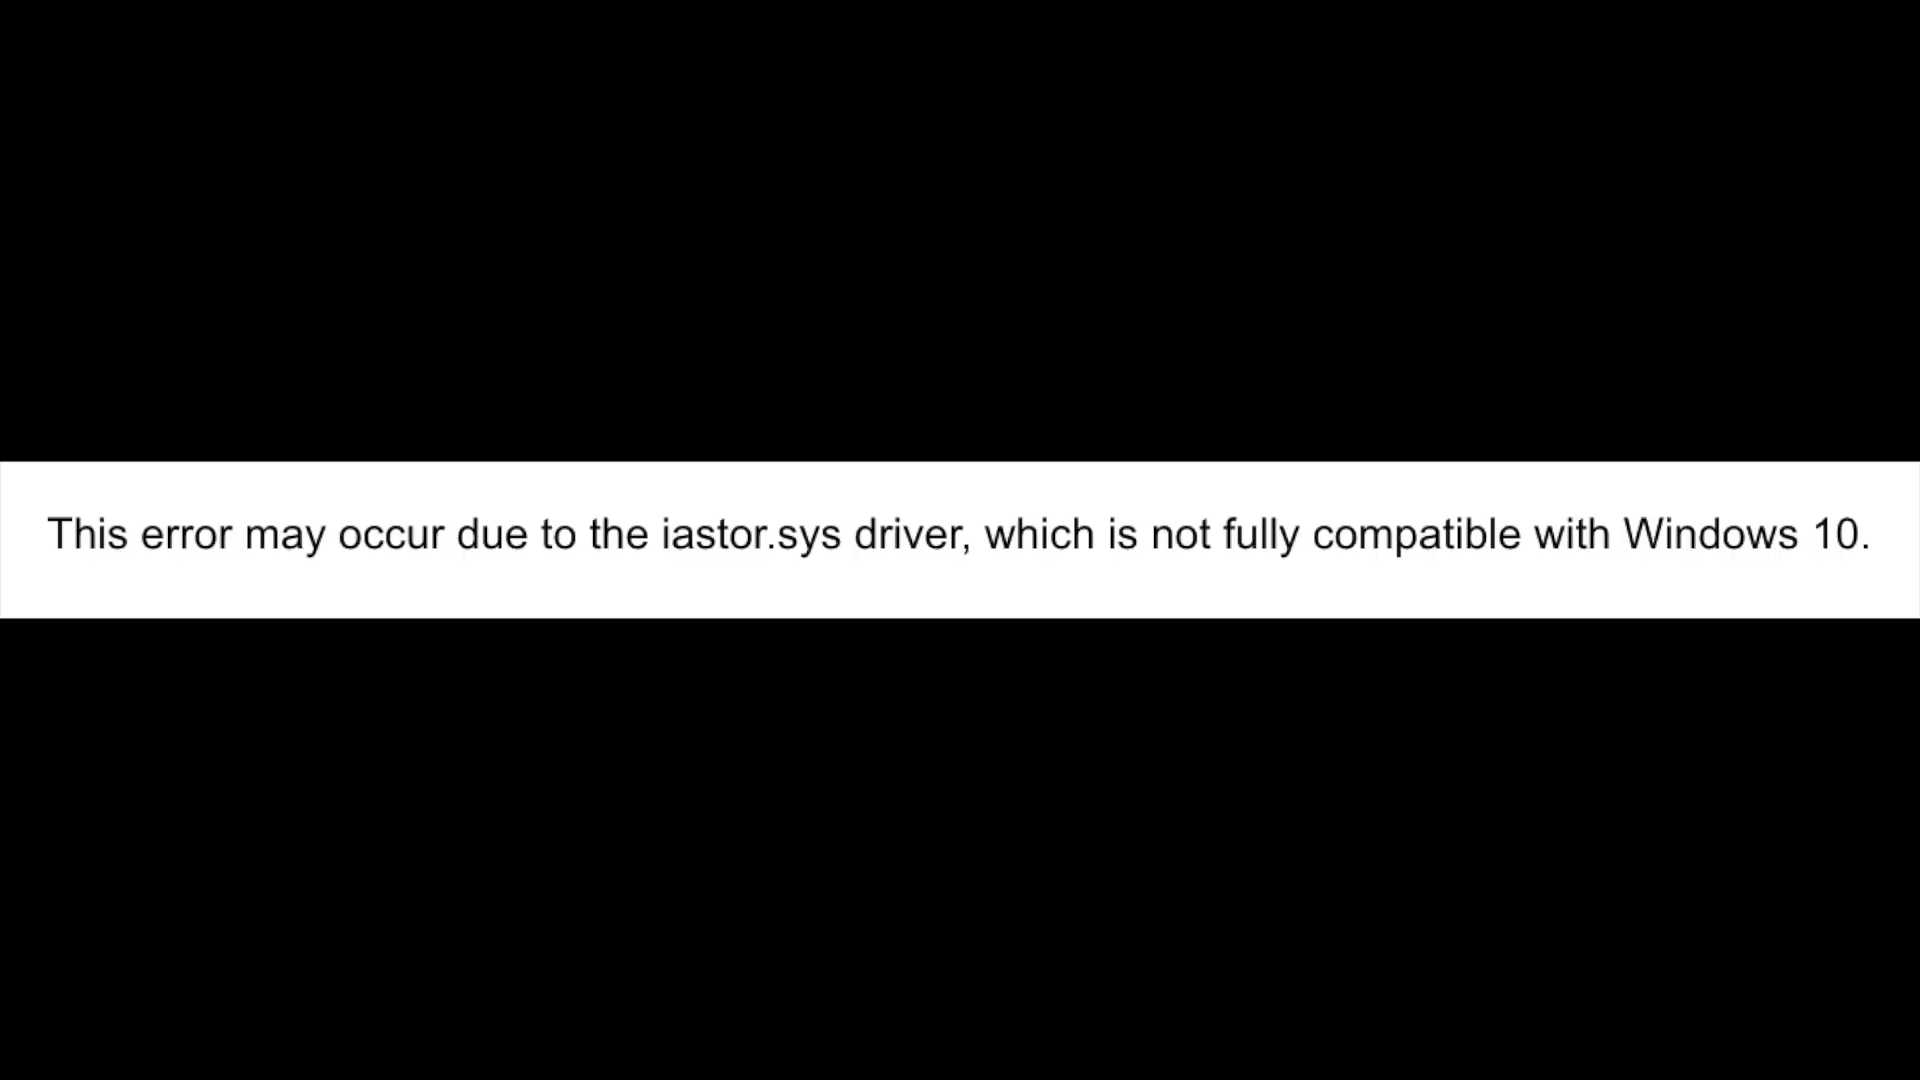 This error may occur due to the iastor.sys driver, which is not fully compatible with Windows 10.